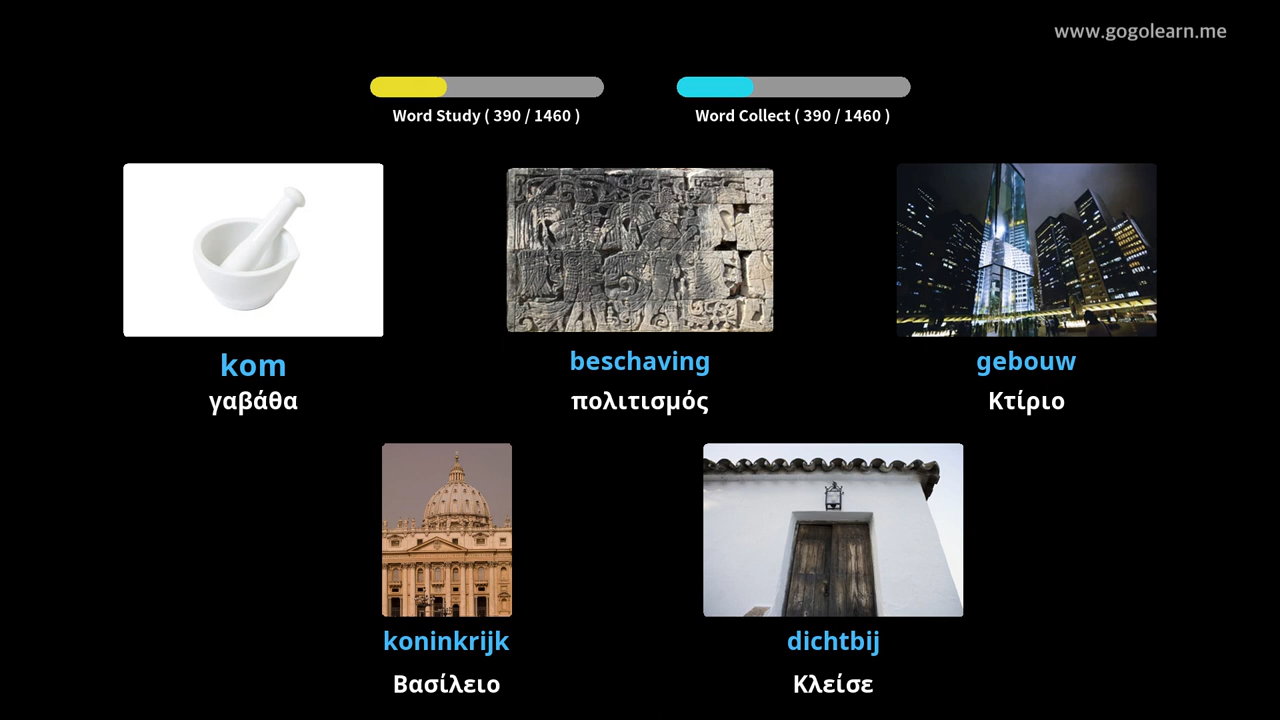 www.gogolearn.me
Word Study ( 390 / 1460 )
Word Collect ( 390 / 1460 )
kom
γαβάθα
beschaving
πολιτισμός
gebouw
Κτίριο
koninkrijk
Βασίλειο
dichtbij
Κλείσε